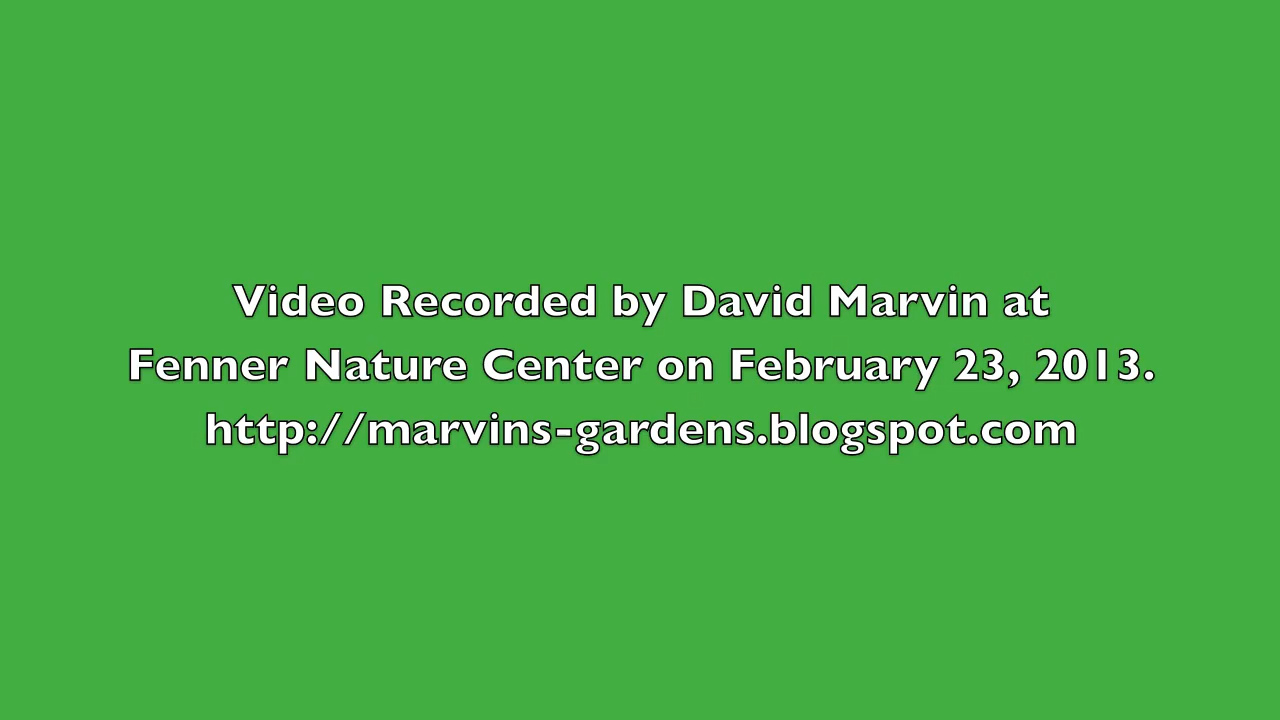 Video Recorded by David Marvin at
Fenner Nature Center on February 23, 2013.
http://marvins-gardens.blogspot.com